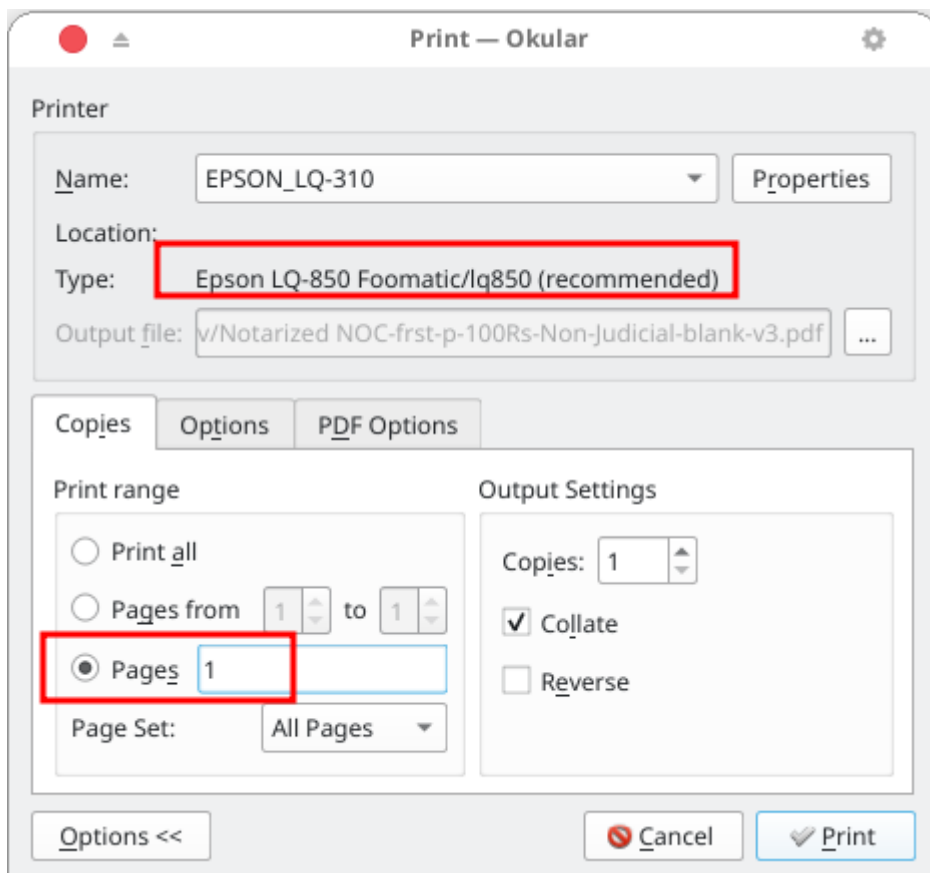 Print — Okular
Printer
Name: EPSON_LQ-310 Properties
Location:
Type: Epson LQ-850 Foomatic/lq850 (recommended)
Output file: v/Notarized NOC-frst-p-100Rs-Non-Judicial-blank-v3.pdf ...
Copies Options PDF Options
Print range Output Settings
Print all Copies: 1
Pages from 1 to 1 Collate
Pages 1 Reverse
Page Set: All Pages
Options << Cancel Print